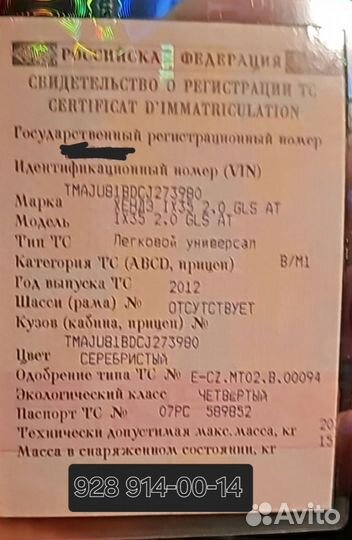 РОССИЙСКА ФЕДЕРАЦИЯ
СВИДЕТЕЛЬСТВО О РЕГИСТРАЦИИ ТС
CERTIFICAT D'IMMATRICULATION
Государственный регистрационный номер
Идентификационный номер (VIN)
TMAJU81BDCJ273980
Марка ХЕНДЭ IX35 2.0 GLS AT
Модель IX35 2.0 GLS AT
Тип ТС Легковой универсал
Категория ТС (ABCD, прицеп) B/M1
Год выпуска ТС 2012
Шасси (рама) № ОТСУТСТВУЕТ
Кузов (кабина, прицеп) №
TMAJU81BDCJ273980
Цвет СЕРЕБРИСТЫЙ
Одобрение типа ТС № E-CZ.MT02.B.00094
Экологический класс ЧЕТВЕРТЫЙ
Паспорт ТС № 07РС 589852
Технически допустимая макс.масса, кг 20
Масса в снаряженном состоянии, кг 15
928 914-00-14
Avito